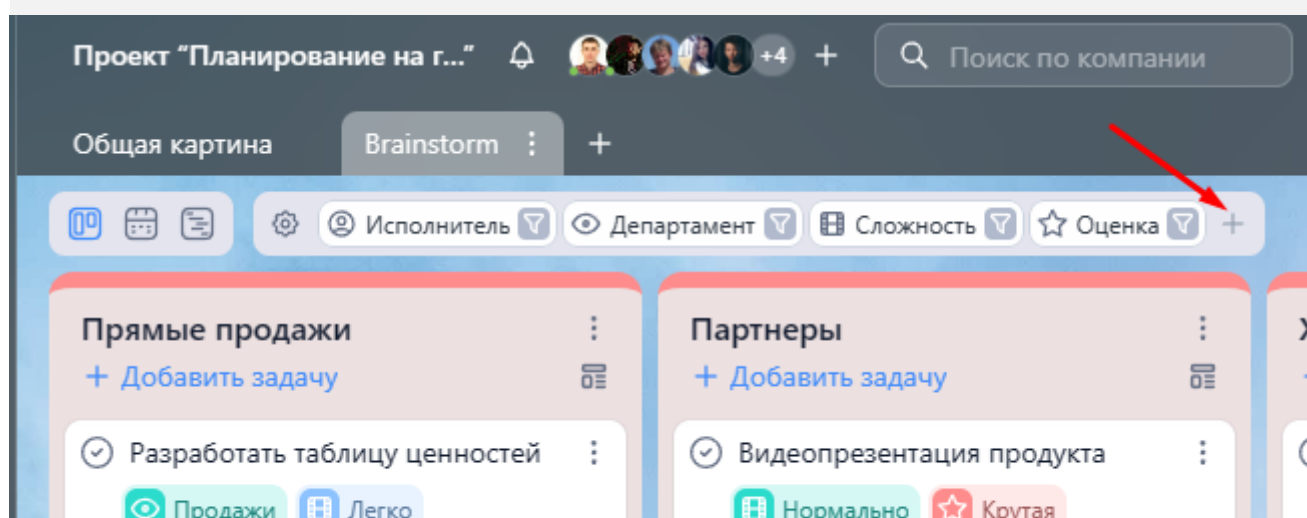 Проект “Планирование на г...” +4 Поиск по компании
Общая картина Brainstorm
Исполнитель Департамент Сложность Оценка
Прямые продажи Партнеры
Добавить задачу Добавить задачу
Разработать таблицу ценностей Видеопрезентация продукта
Продажи Легко Нормально Крутая